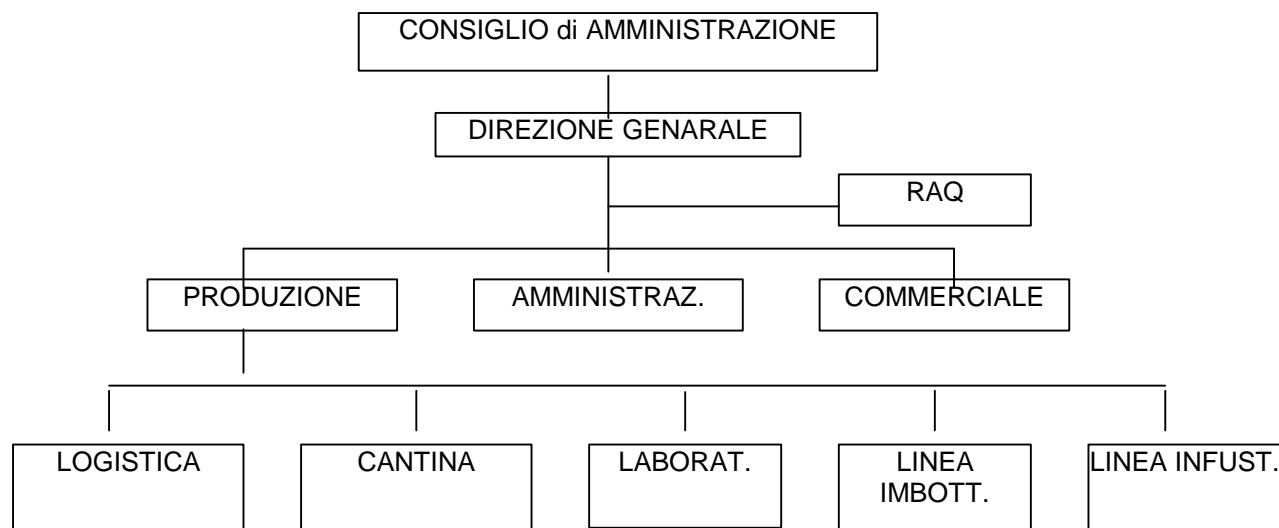 CONSIGLIO di AMMINISTRAZIONE
DIREZIONE GENARALE
RAQ
PRODUZIONE
AMMINISTRAZ.
COMMERCIALE
LOGISTICA
CANTINA
LABORAT.
LINEA
IMBOTT.
LINEA INFUST.